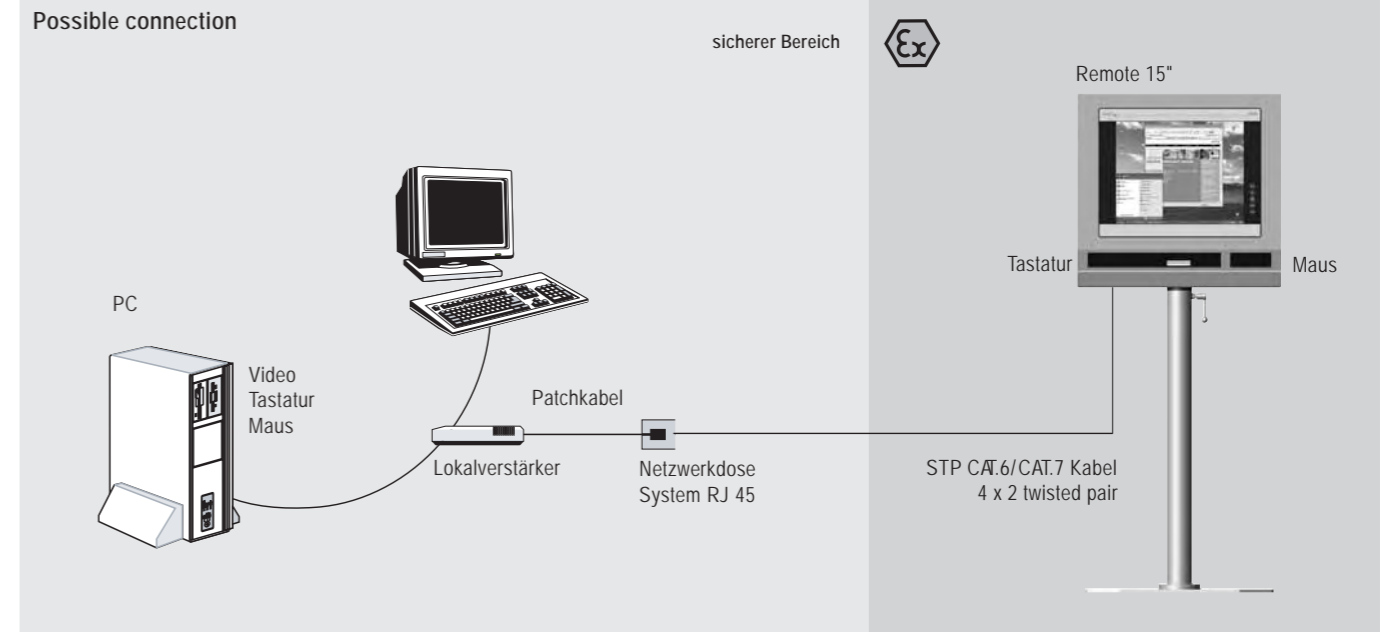 Possible connection
sicherer Bereich
Ex
Remote 15"
Tastatur
Maus
PC
Video
Tastatur
Maus
Patchkabel
Lokalverstärker
Netzwerkdose
System RJ 45
STP CAT.6/CAT.7 Kabel
4 x 2 twisted pair